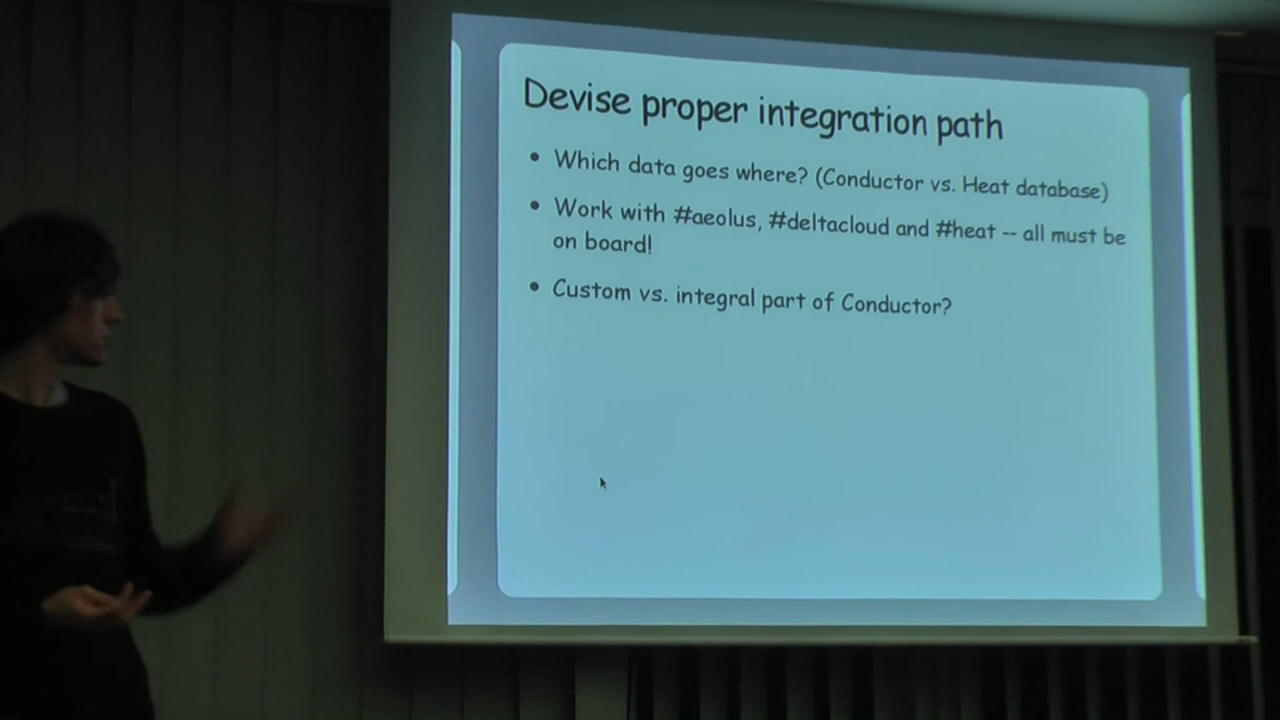 Devise proper integration path
• Which data goes where? (Conductor vs. Heat database)
• Work with #aeolus, #deltacloud and #heat -- all must be
on board!
• Custom vs. integral part of Conductor?